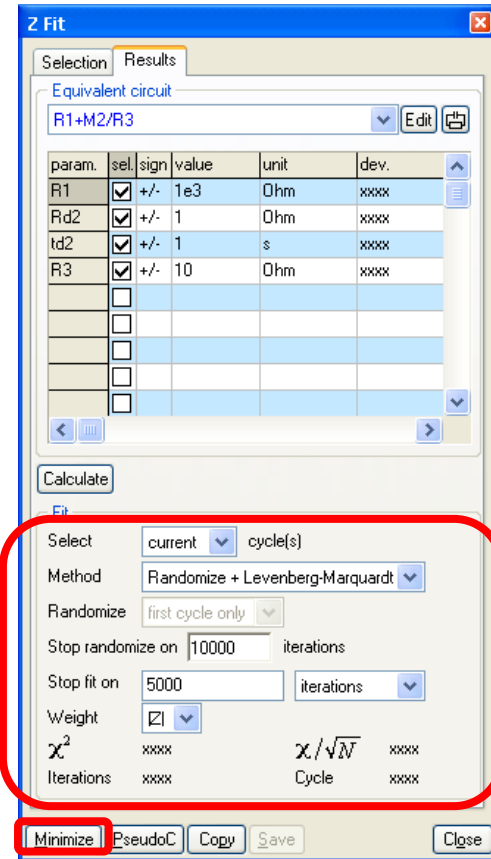 Z Fit
Selection Results
Equivalent circuit
R1+M2/R3 Edit
param. sel. sign value unit dev.
R1 +/- 1e3 Ohm xxxx
Rd2 +/- 1 Ohm xxxx
td2 +/- 1 s xxxx
R3 +/- 10 Ohm xxxx
Calculate
Fit
Select current cycle(s)
Method Randomize + Levenberg-Marquardt
Randomize first cycle only
Stop randomize on 10000 iterations
Stop fit on 5000 iterations
Weight |Z|
χ² xxxx χ/√N xxxx
Iterations xxxx Cycle xxxx
Minimize PseudoC Copy Save Close